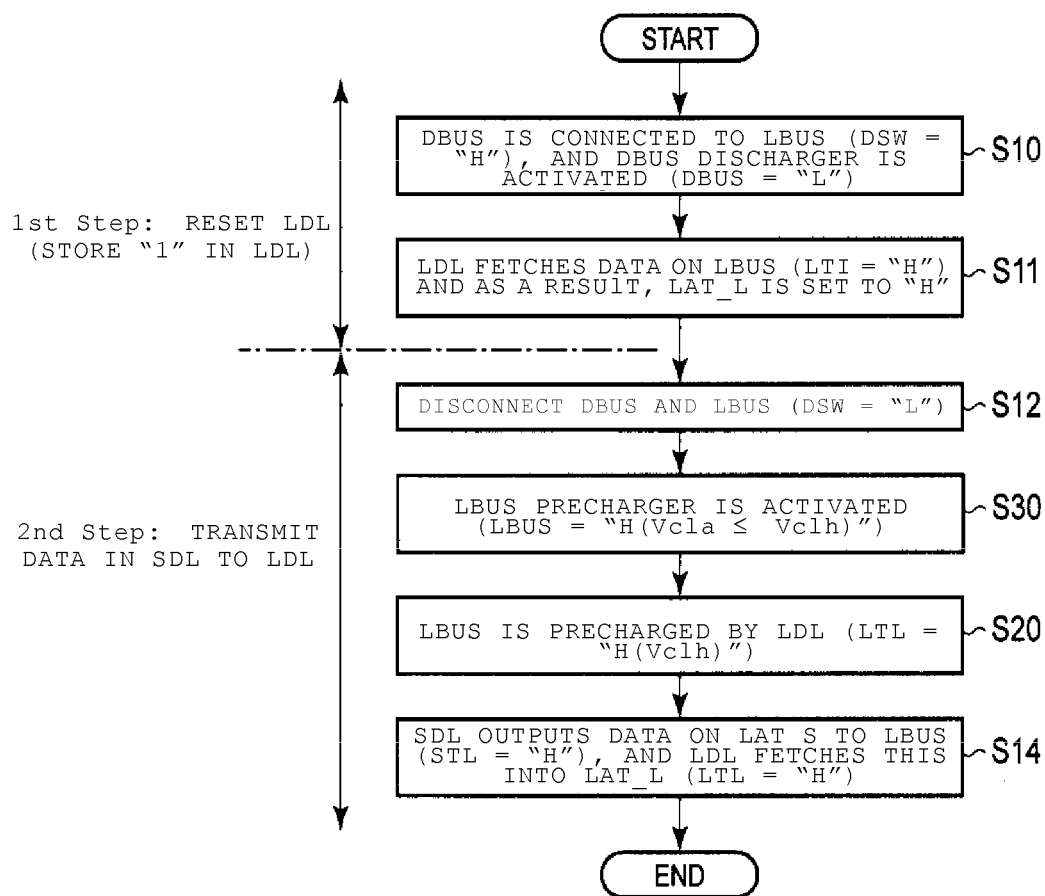 START
DBUS IS CONNECTED TO LBUS (DSW =
“H”), AND DBUS DISCHARGER IS
ACTIVATED (DBUS = “L”)
S10
1st Step: RESET LDL
(STORE “1” IN LDL)
LDL FETCHES DATA ON LBUS (LTI = “H”)
AND AS A RESUlT, LAT_L IS SET TO “H”
S11
DISCONNECT DBUS AND LBUS (DSW = “L”)
S12
LBUS PRECHARGER IS ACTIVATED
(LBUS = “H(Vcla ≤ Vclh)”)
S30
2nd Step: TRANSMIT
DATA IN SDL TO LDL
LBUS IS PRECHARGED BY LDL (LTL =
“H(Vclh)”)
S20
SDL OUTPUTS DATA ON LAT S TO LBUS
(STL = “H”), AND LDL FETCHES THIS
INTO LAT_L (LTL = “H”)
S14
END